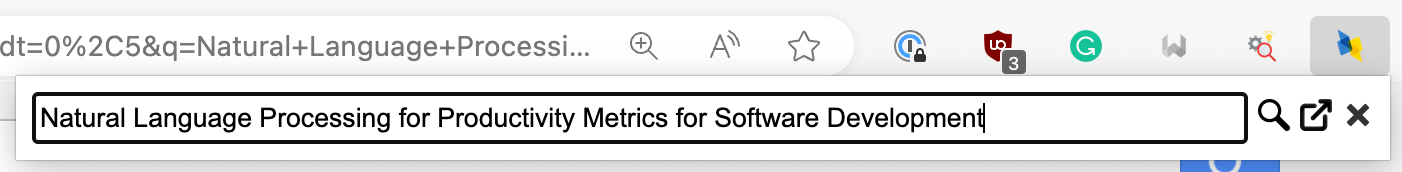 dt=0%2C5&q=Natural+Language+Processi...
3
Natural Language Processing for Productivity Metrics for Software Development